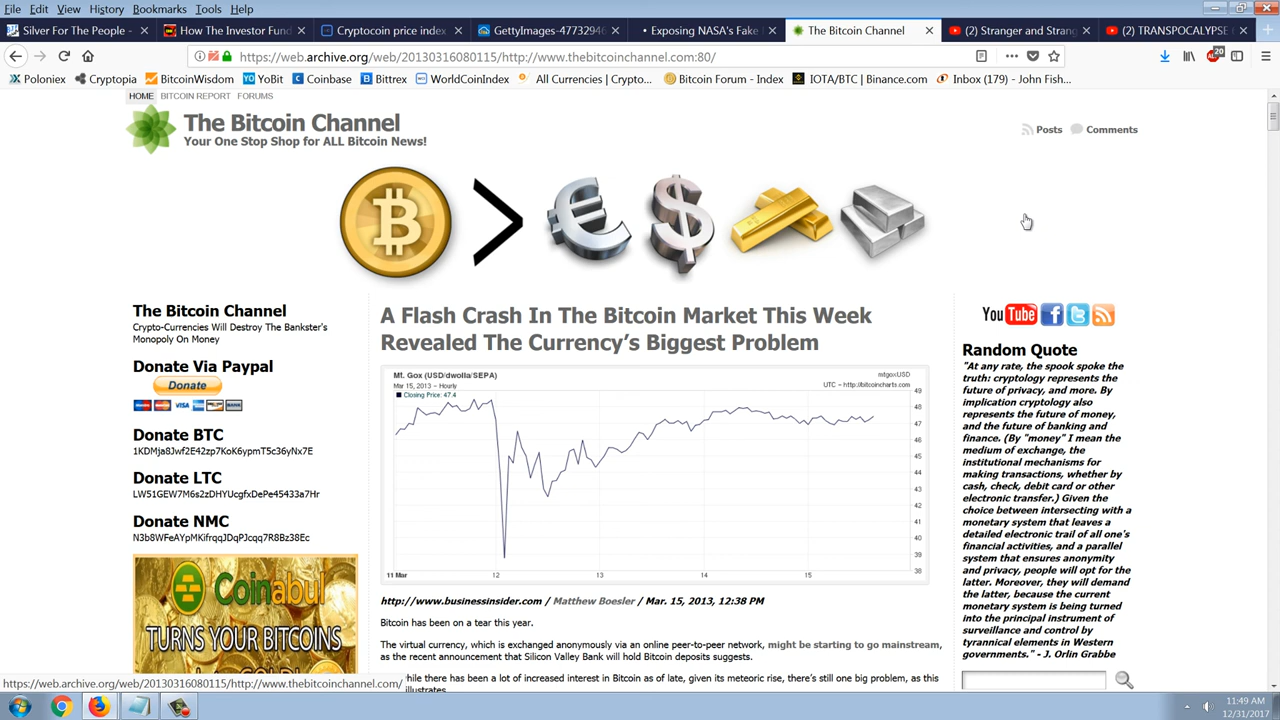 File Edit View History Bookmarks Tools Help
Silver For The People -
How The Investor Fund
Cryptocoin price index
GettyImages-47732946
Exposing NASA's Fake
The Bitcoin Channel
(2) Stranger and Strang
(2) TRANSPOCALYPSE
https://web.archive.org/web/20130316080115/http://www.thebitcoinchannel.com:80/
20
Poloniex Cryptopia BitcoinWisdom YoBit Coinbase Bittrex WorldCoinIndex All Currencies | Crypto... Bitcoin Forum - Index IOTA/BTC | Binance.com Inbox (179) - John Fish...
HOME BITCOIN REPORT FORUMS
The Bitcoin Channel
Your One Stop Shop for ALL Bitcoin News!
Posts Comments
The Bitcoin Channel
Crypto-Currencies Will Destroy The Bankster's
Monopoly On Money
Donate Via Paypal
Donate
VISA
Donate BTC
1KDMja8Jwf2E42zp7KoK6ypmT5c36yNx7E
Donate LTC
LW51GEW7M6s2zDHYUcgfxDePe45433a7Hr
Donate NMC
N3b8WFeAYpMKifrqqJDqPJcqq7R8Bz38Ec
Coinabul
TURNS YOUR BITCOINS
A Flash Crash In The Bitcoin Market This Week
Revealed The Currency's Biggest Problem
Mt. Gox (USD/dwolla/SEPA)
mtgoxUSD
Mar 15, 2013 - Hourly
UTC - http://bitcoincharts.com
Closing Price: 47.4
49
48
47
46
45
44
43
42
41
40
39
38
11 Mar 12 13 14 15
http://www.businessinsider.com / Matthew Boesler / Mar. 15, 2013, 12:38 PM
Bitcoin has been on a tear this year.
The virtual currency, which is exchanged anonymously via an online peer-to-peer network, might be starting to go mainstream,
as the recent announcement that Silicon Valley Bank will hold Bitcoin deposits suggests.
hile there has been a lot of increased interest in Bitcoin as of late, given its meteoric rise, there's still one big problem, as this
illustrates.
You Tube
Random Quote
"At any rate, the spook spoke the
truth: cryptology represents the
future of privacy, and more. By
implication cryptology also
represents the future of money,
and the future of banking and
finance. (By "money" I mean the
medium of exchange, the
institutional mechanisms for
making transactions, whether by
cash, check, debit card or other
electronic transfer.) Given the
choice between intersecting with a
monetary system that leaves a
detailed electronic trail of all one's
financial activities, and a parallel
system that ensures anonymity
and privacy, people will opt for the
latter. Moreover, they will demand
the latter, because the current
monetary system is being turned
into the principal instrument of
surveillance and control by
tyrannical elements in Western
governments." - J. Orlin Grabbe
https://web.archive.org/web/20130316080115/http://www.thebitcoinchannel.com/
11:49 AM
12/31/2017